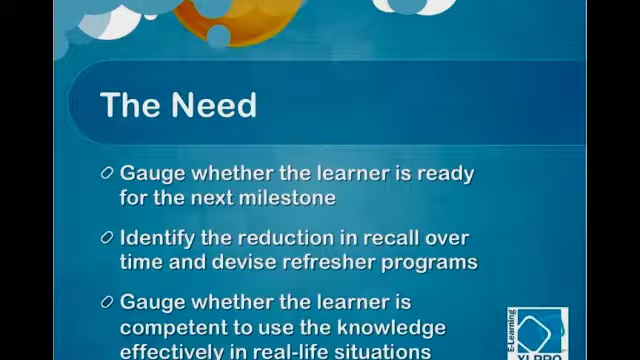 The Need
Gauge whether the learner is ready
for the next milestone
Identify the reduction in recall over
time and devise refresher programs
Gauge whether the learner is
competent to use the knowledge
effectively in real-life situations
E-Learning